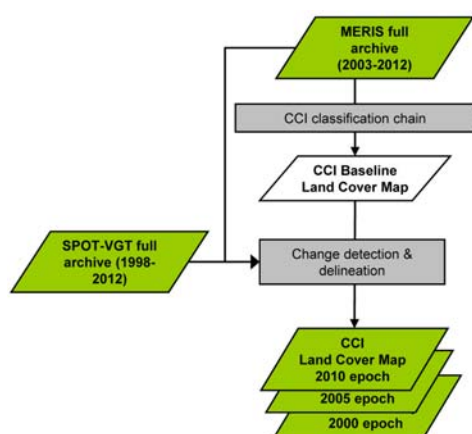 MERIS full
archive
(2003-2012)
CCI classification chain
CCI Baseline
Land Cover Map
SPOT-VGT full
archive (1998-
2012)
Change detection &
delineation
CCI
Land Cover Map
2010 epoch
2005 epoch
2000 epoch